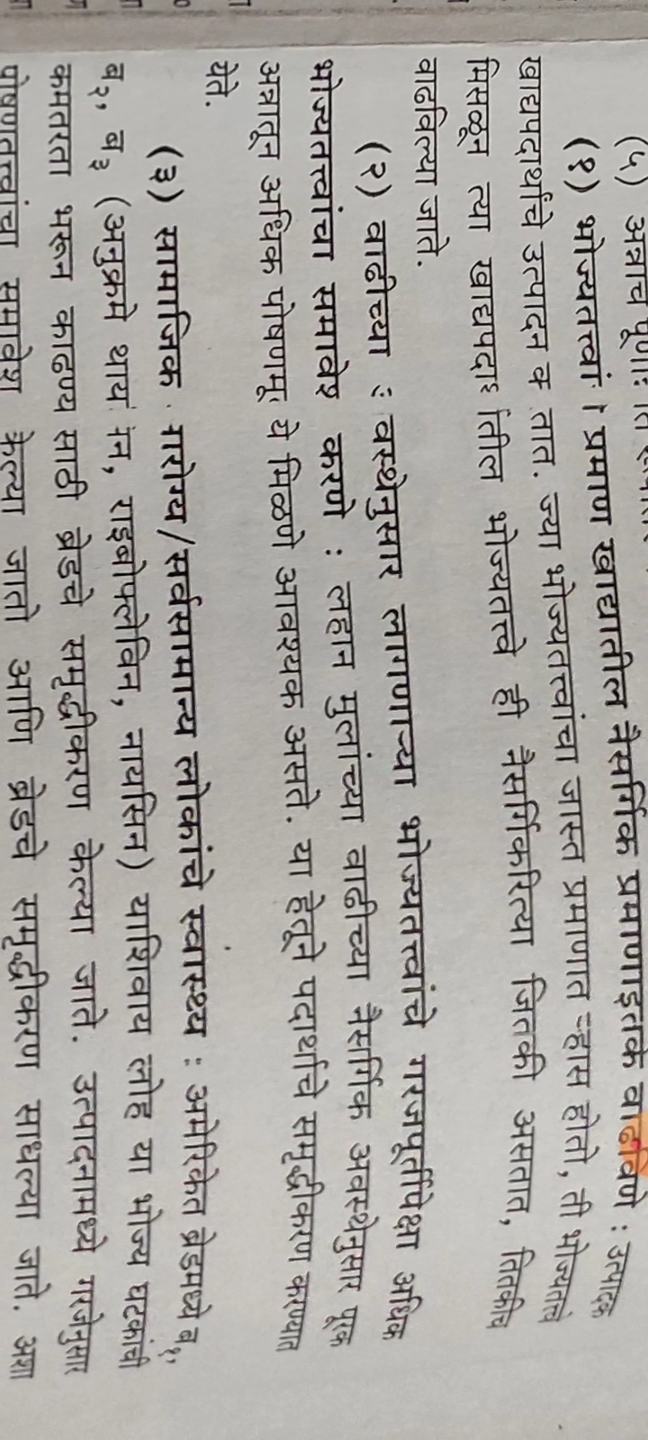 (५) अन्नाच
(१) भोज्यतत्त्वां । प्रमाण खाद्यातील नैसर्गिक प्रमाणाइतके वाढविणे : उत्पादक
खाद्यपदार्थाचे उत्पादन क तात. ज्या भोज्यतत्त्वांचा जास्त प्रमाणात ऱ्हास होतो, ती भोज्यतत्त्वे
मिसळून त्या खाद्यपदा र्तील भोज्यतत्त्वे ही नैसर्गिकरित्या जितकी असतात, तितकीच
वाढविल्या जाते.
(२) वाढीच्या वस्थेनुसार लागणाऱ्या भोज्यतत्त्वांचे गरजपूर्तीपेक्षा अधिक
भोज्यतत्त्वांचा समावेश करणे : लहान मुलांच्या वाढीच्या नैसर्गिक अवस्थेनुसार पूरक
अन्नातून अधिक पोषणमू ये मिळणे आवश्यक असते. या हेतूने पदार्थाचे समृद्धीकरण करण्यात
येते.
(३) सामाजिक गरोग्य/सर्वसामान्य लोकांचे स्वास्थ्य : अमेरिकेत ब्रेडमध्ये ब१,
ब२, ब३ (अनुक्रमे थाय मिन, राइबोफ्लेविन, नायसिन) याशिवाय लोह या भोज्य घटकांची
कमतरता भरून काढण्य साठी ब्रेडचे समृद्धीकरण केल्या जाते. उत्पादनामध्ये गरजेनुसार
पोषणतत्त्वांचा समावेश केल्या जातो आणि ब्रेडचे समृद्धीकरण साधल्या जाते. अशा